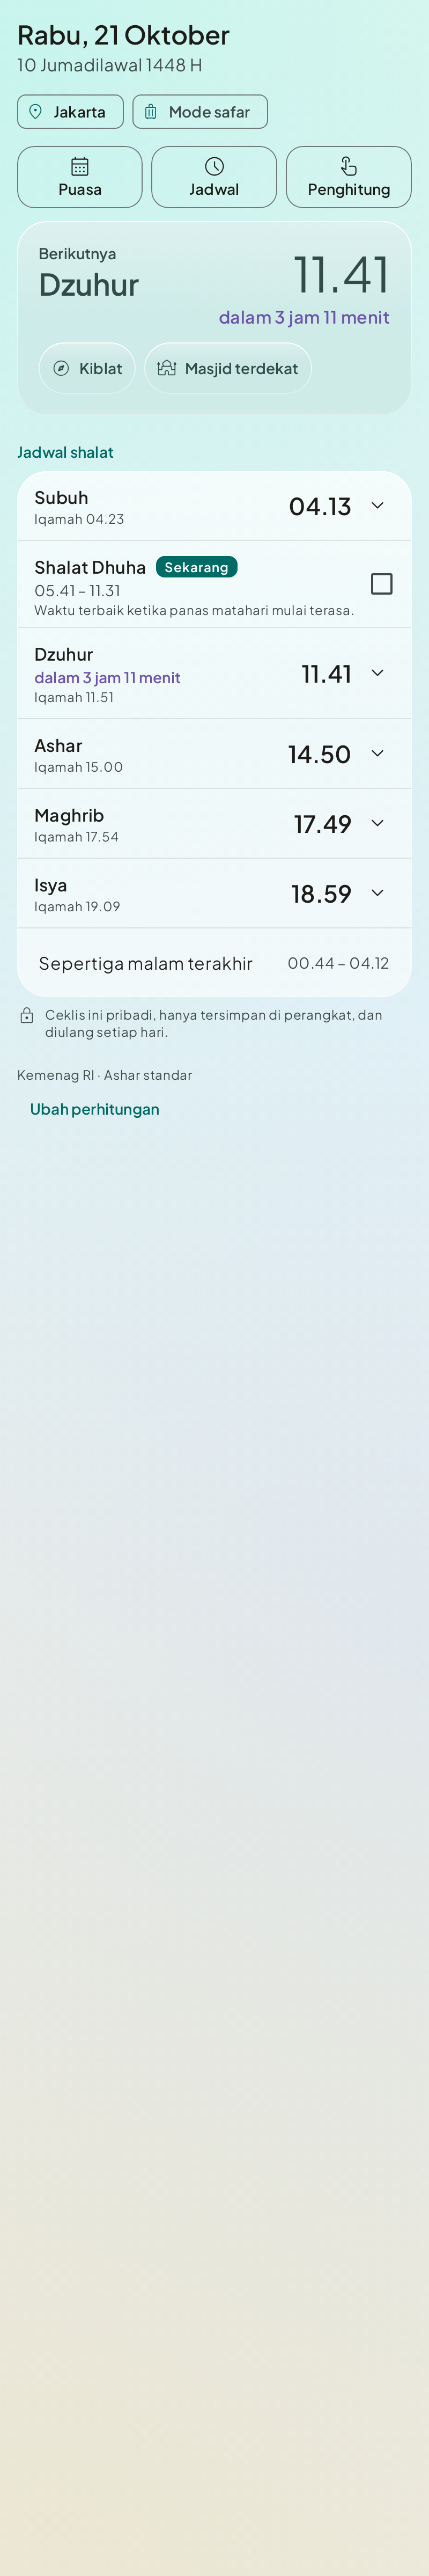 Rabu, 21 Oktober
10 Jumadilawal 1448 H
Jakarta
Mode safar
Puasa
Jadwal
Penghitung
Berikutnya
Dzuhur
11.41
dalam 3 jam 11 menit
Kiblat
Masjid terdekat
Jadwal shalat
Subuh
Iqamah 04.23
04.13
Shalat Dhuha
Sekarang
05.41 – 11.31
Waktu terbaik ketika panas matahari mulai terasa.
Dzuhur
dalam 3 jam 11 menit
Iqamah 11.51
11.41
Ashar
Iqamah 15.00
14.50
Maghrib
Iqamah 17.54
17.49
Isya
Iqamah 19.09
18.59
Sepertiga malam terakhir
00.44 – 04.12
Ceklis ini pribadi, hanya tersimpan di perangkat, dan
diulang setiap hari.
Kemenag RI · Ashar standar
Ubah perhitungan